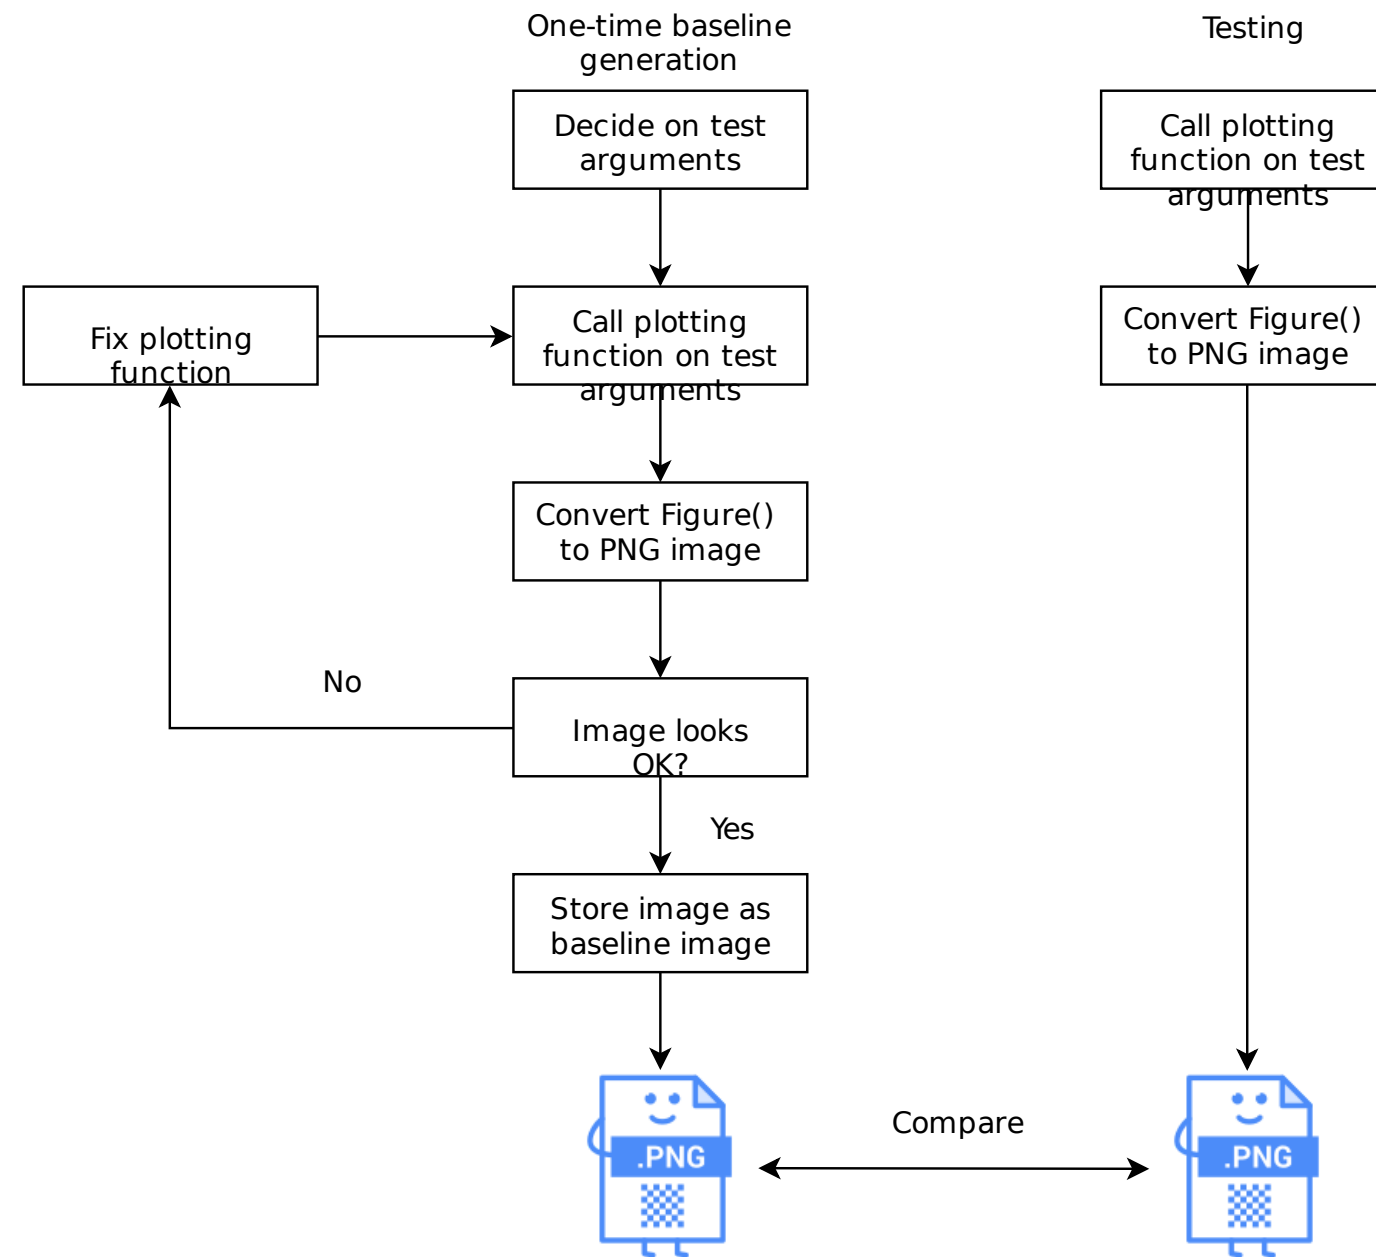 One-time baseline
generation
Decide on test
arguments
Call plotting
function on test
arguments
Fix plotting
function
Convert Figure()
to PNG image
No
Image looks
OK?
Yes
Store image as
baseline image
.PNG
Testing
Call plotting
function on test
arguments
Convert Figure()
to PNG image
Compare
.PNG